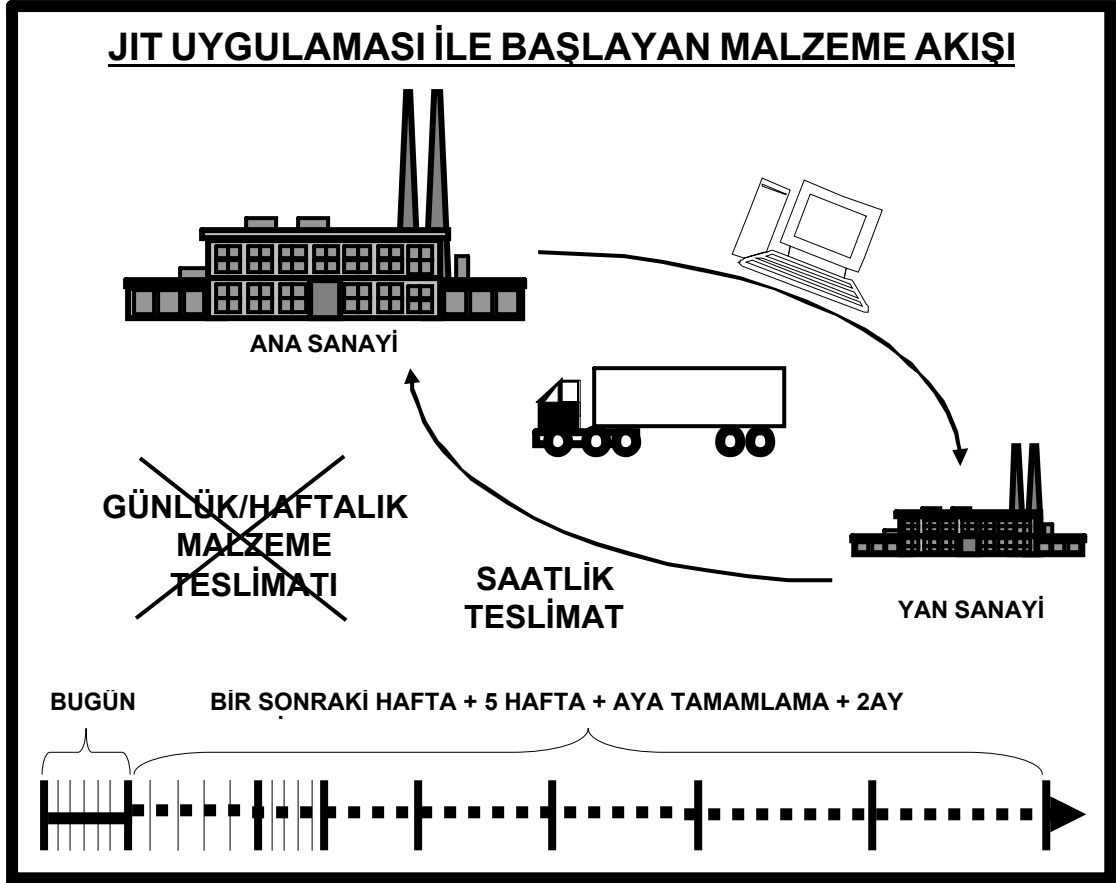 JIT UYGULAMASI İLE BAŞLAYAN MALZEME AKIŞI
ANA SANAYİ
GÜNLÜK/HAFTALIK
MALZEME
TESLİMATI
SAATLİK
TESLİMAT
YAN SANAYİ
BUGÜN
BİR SONRAKİ HAFTA + 5 HAFTA + AYA TAMAMLAMA + 2AY